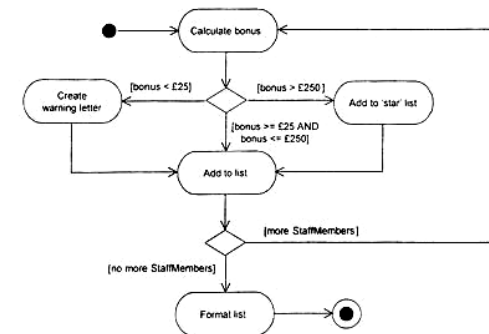 Calculate bonus
[bonus < £25]
[bonus > £250]
Create
warning letter
Add to 'star' list
[bonus >= £25 AND
bonus <= £250]
Add to list
[more StaffMembers]
[no more StaffMembers]
Format list